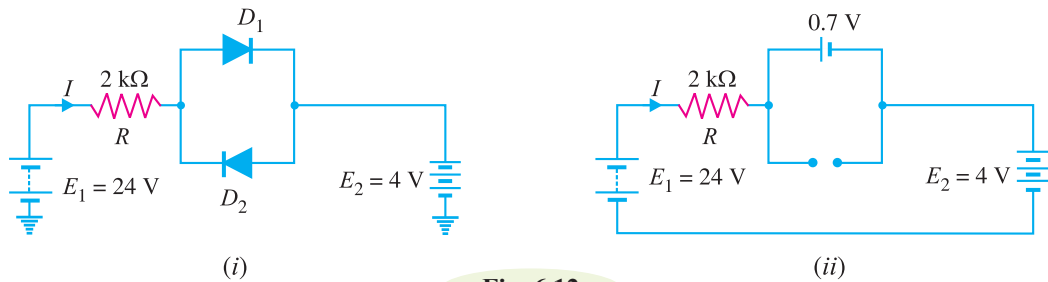 D1
I
2 kΩ
R
E1 = 24 V
D2
E2 = 4 V
(i)
0.7 V
I
2 kΩ
R
E1 = 24 V
E2 = 4 V
(ii)